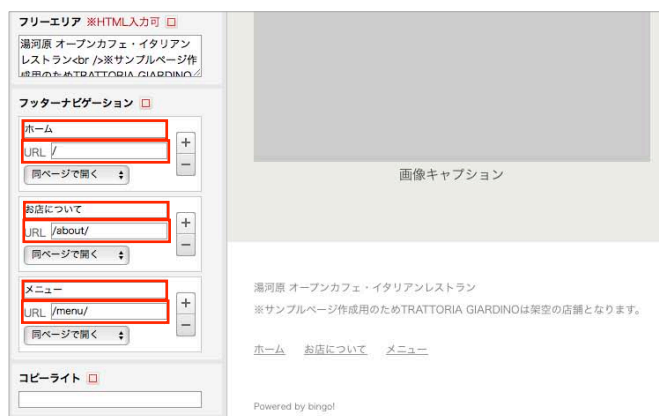 フリーエリア ※HTML入力可
湯河原 オープンカフェ・イタリアン
レストラン<br />※サンプルページ作
成用のためTRATTORIA GIARDINO
フッターナビゲーション
ホーム
URL /
同ページで開く
+
−
お店について
URL /about/
同ページで開く
+
−
メニュー
URL /menu/
同ページで開く
+
−
コピーライト
画像キャプション
湯河原 オープンカフェ・イタリアンレストラン
※サンプルページ作成用のためTRATTORIA GIARDINOは架空の店舗となります。
ホーム お店について メニュー
Powered by bingo!